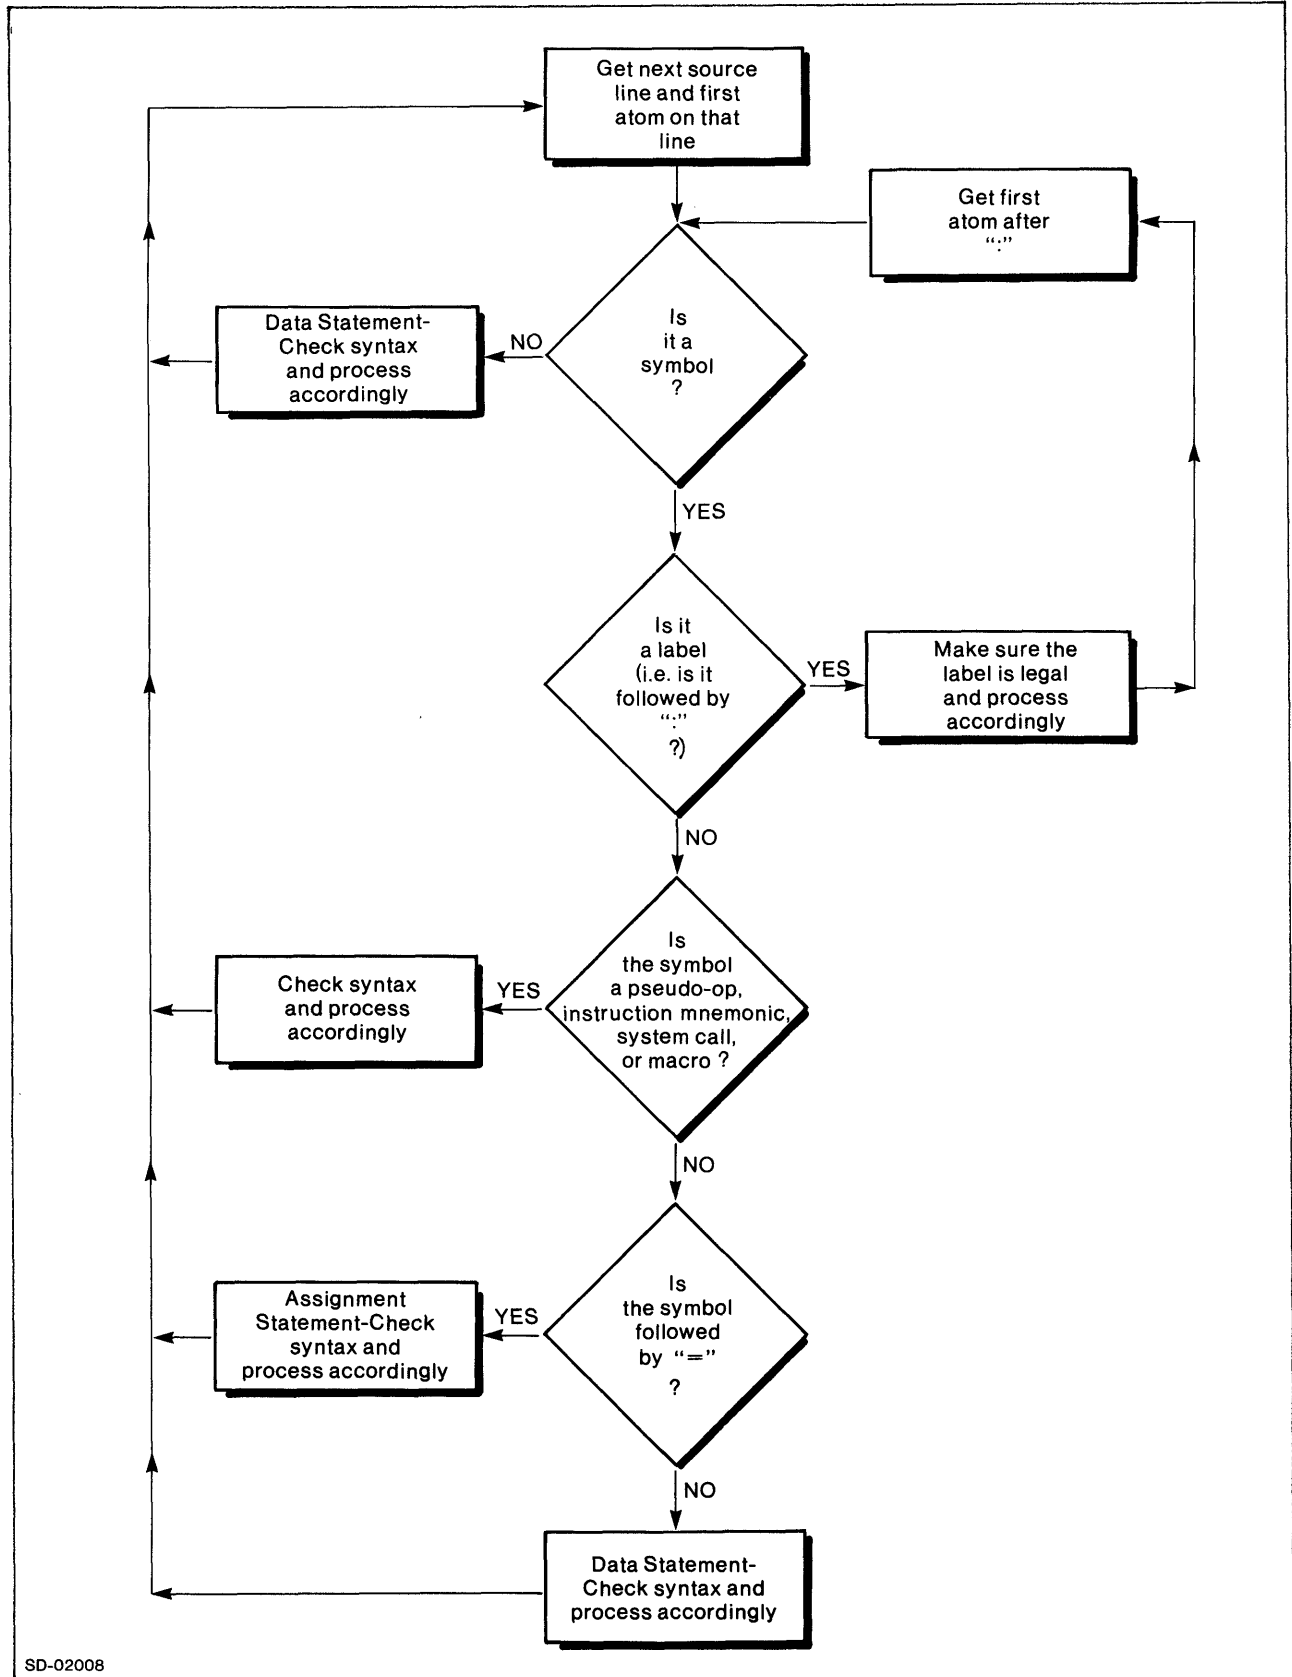 Get next source
line and first
atom on that
line
Get first
atom after
“:”
Is
it a
symbol
?
NO
Data Statement-
Check syntax
and process
accordingly
YES
Is it
a label
(i.e. is it
followed by
“:”
?)
YES
Make sure the
label is legal
and process
accordingly
NO
Is
the symbol
a pseudo-op,
instruction mnemonic,
system call,
or macro ?
YES
Check syntax
and process
accordingly
NO
Is
the symbol
followed
by “=”
?
YES
Assignment
Statement-Check
syntax and
process accordingly
NO
Data Statement-
Check syntax and
process accordingly
SD-02008